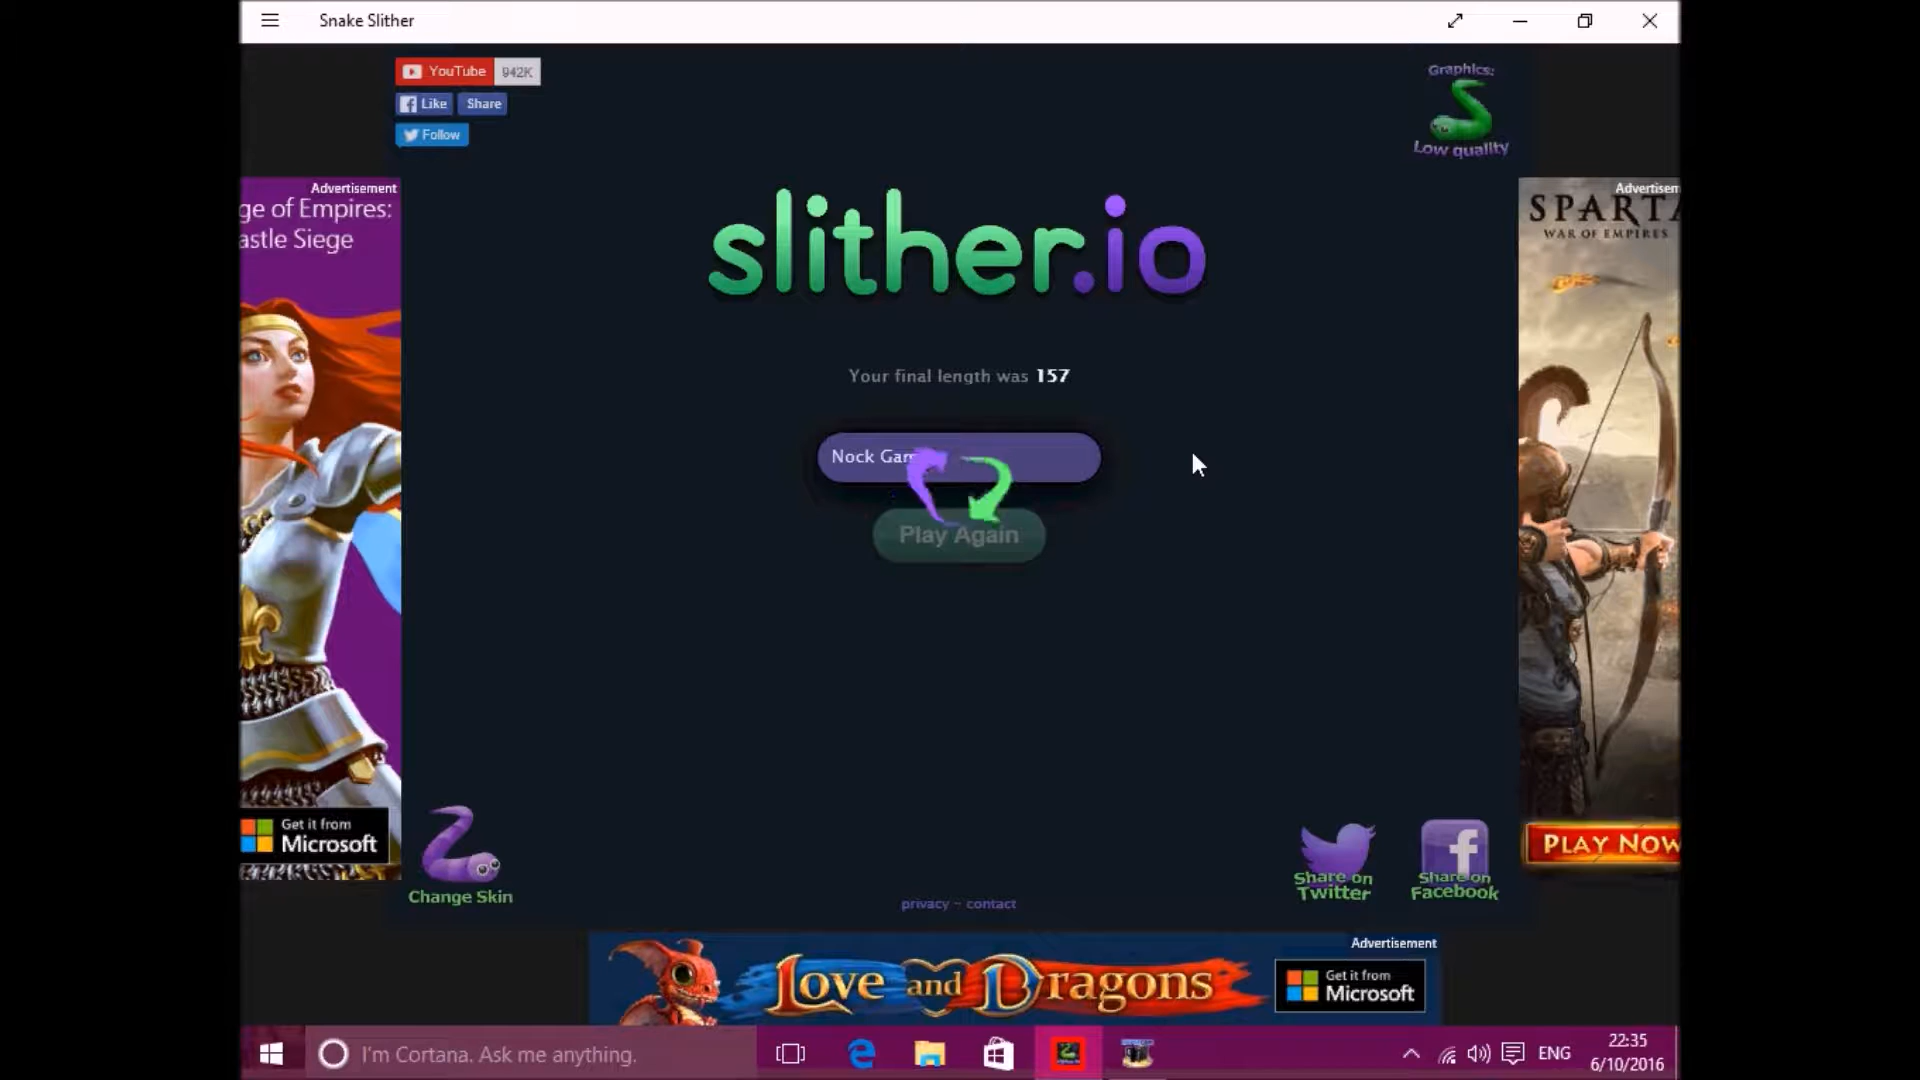 Snake Slither
YouTube 942K
Like Share
Follow
Graphics:
Low quality
Advertisement
ge of Empires:
astle Siege
Get it from
Microsoft
slither.io
Your final length was 157
Nock Gam
Play Again
Change Skin
privacy ~ contact
Share on
Twitter
Share on
Facebook
Advertisem
SPARTA
WAR OF EMPIRES
PLAY NOW
Advertisement
Love and Dragons
Get it from
Microsoft
I'm Cortana. Ask me anything.
ENG
22:35
6/10/2016